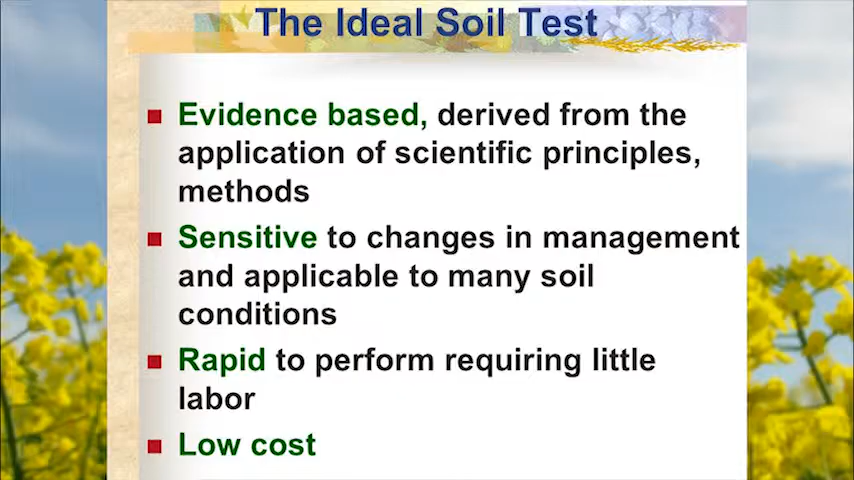 The Ideal Soil Test
Evidence based, derived from the
application of scientific principles,
methods
Sensitive to changes in management
and applicable to many soil
conditions
Rapid to perform requiring little
labor
Low cost